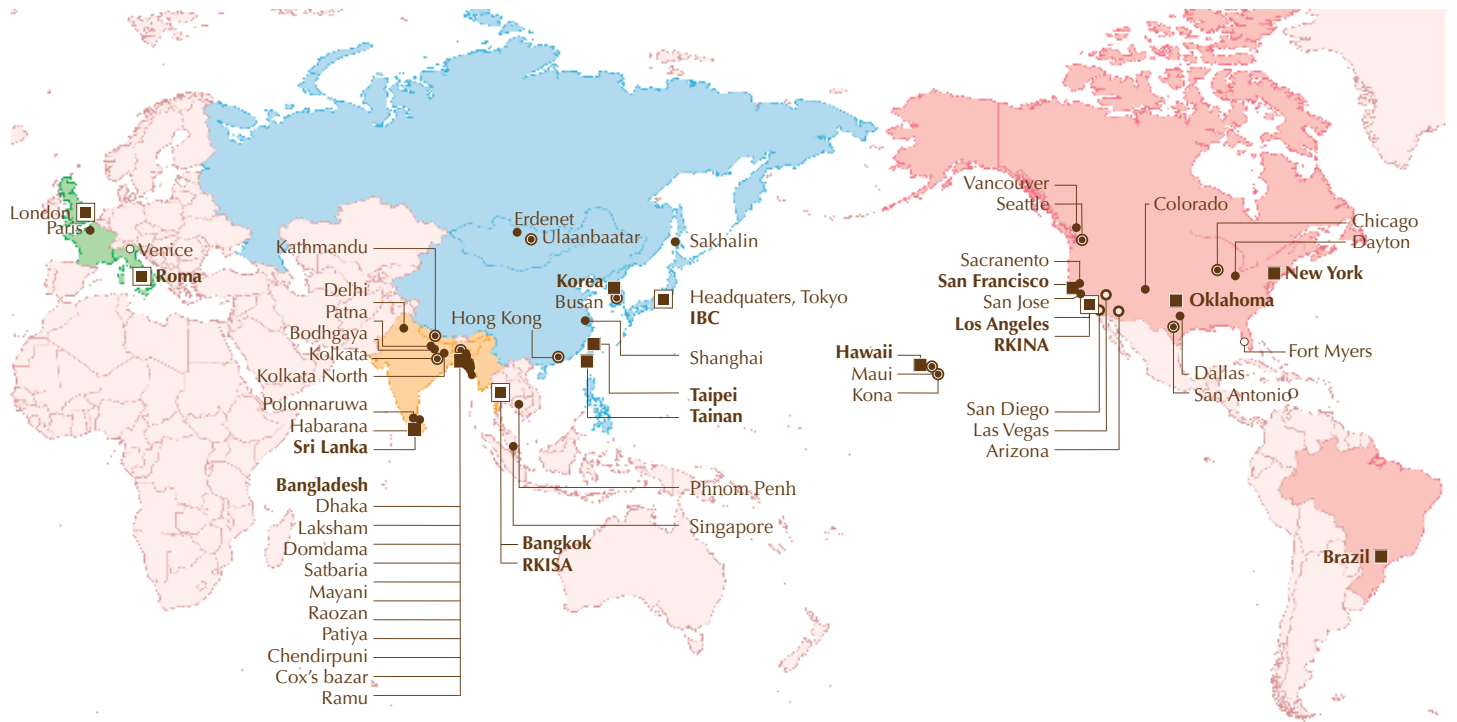 London
Paris
Venice
Roma
Kathmandu
Delhi
Patna
Bodhgaya
Kolkata
Kolkata North
Polonnaruwa
Habarana
Sri Lanka
Bangladesh
Dhaka
Laksham
Domdama
Satbaria
Mayani
Raozan
Patiya
Chendirpuni
Cox's bazar
Ramu
Erdenet
Ulaanbaatar
Sakhalin
Korea
Busan
Hong Kong
Headquaters, Tokyo
IBC
Shanghai
Taipei
Tainan
Phnom Penh
Singapore
Bangkok
RKISA
Hawaii
Maui
Kona
Vancouver
Seattle
Sacranento
San Francisco
San Jose
Los Angeles
RKINA
San Diego
Las Vegas
Arizona
Colorado
Chicago
Dayton
New York
Oklahoma
Fort Myers
Dallas
San Antonio
Brazil